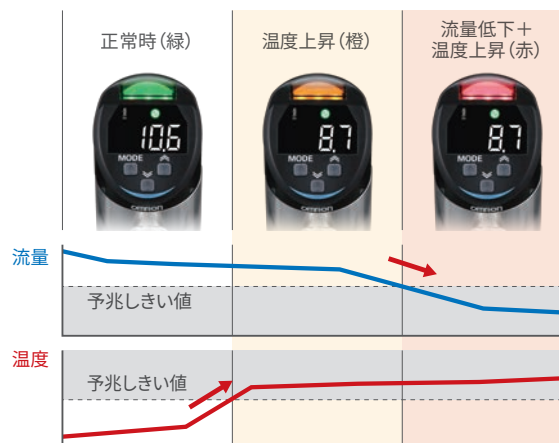 正常時（緑）
温度上昇（橙）
流量低下＋
温度上昇（赤）
10.6
MODE
OMRON
8.7
MODE
OMRON
8.7
MODE
OMRON
流量
予兆しきい値
温度
予兆しきい値